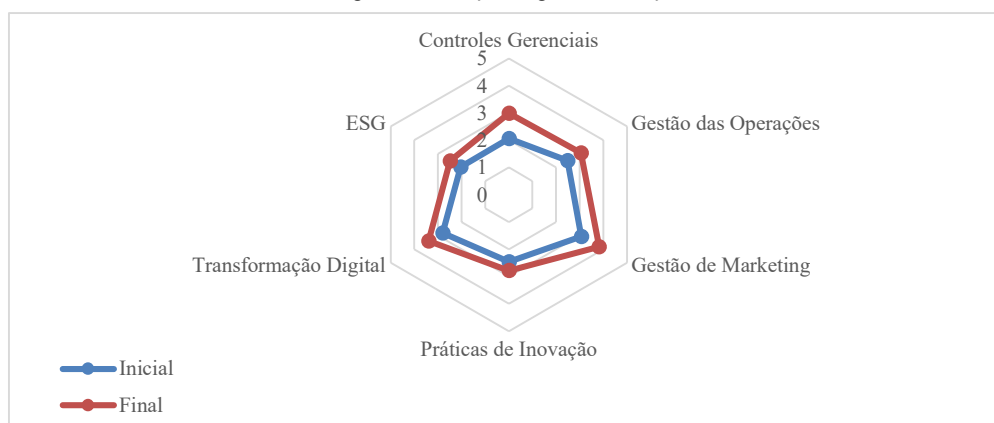 Controles Gerenciais
5
4
3
2
1
0
ESG
Gestão das Operações
Transformação Digital
Gestão de Marketing
Práticas de Inovação
Inicial
Final